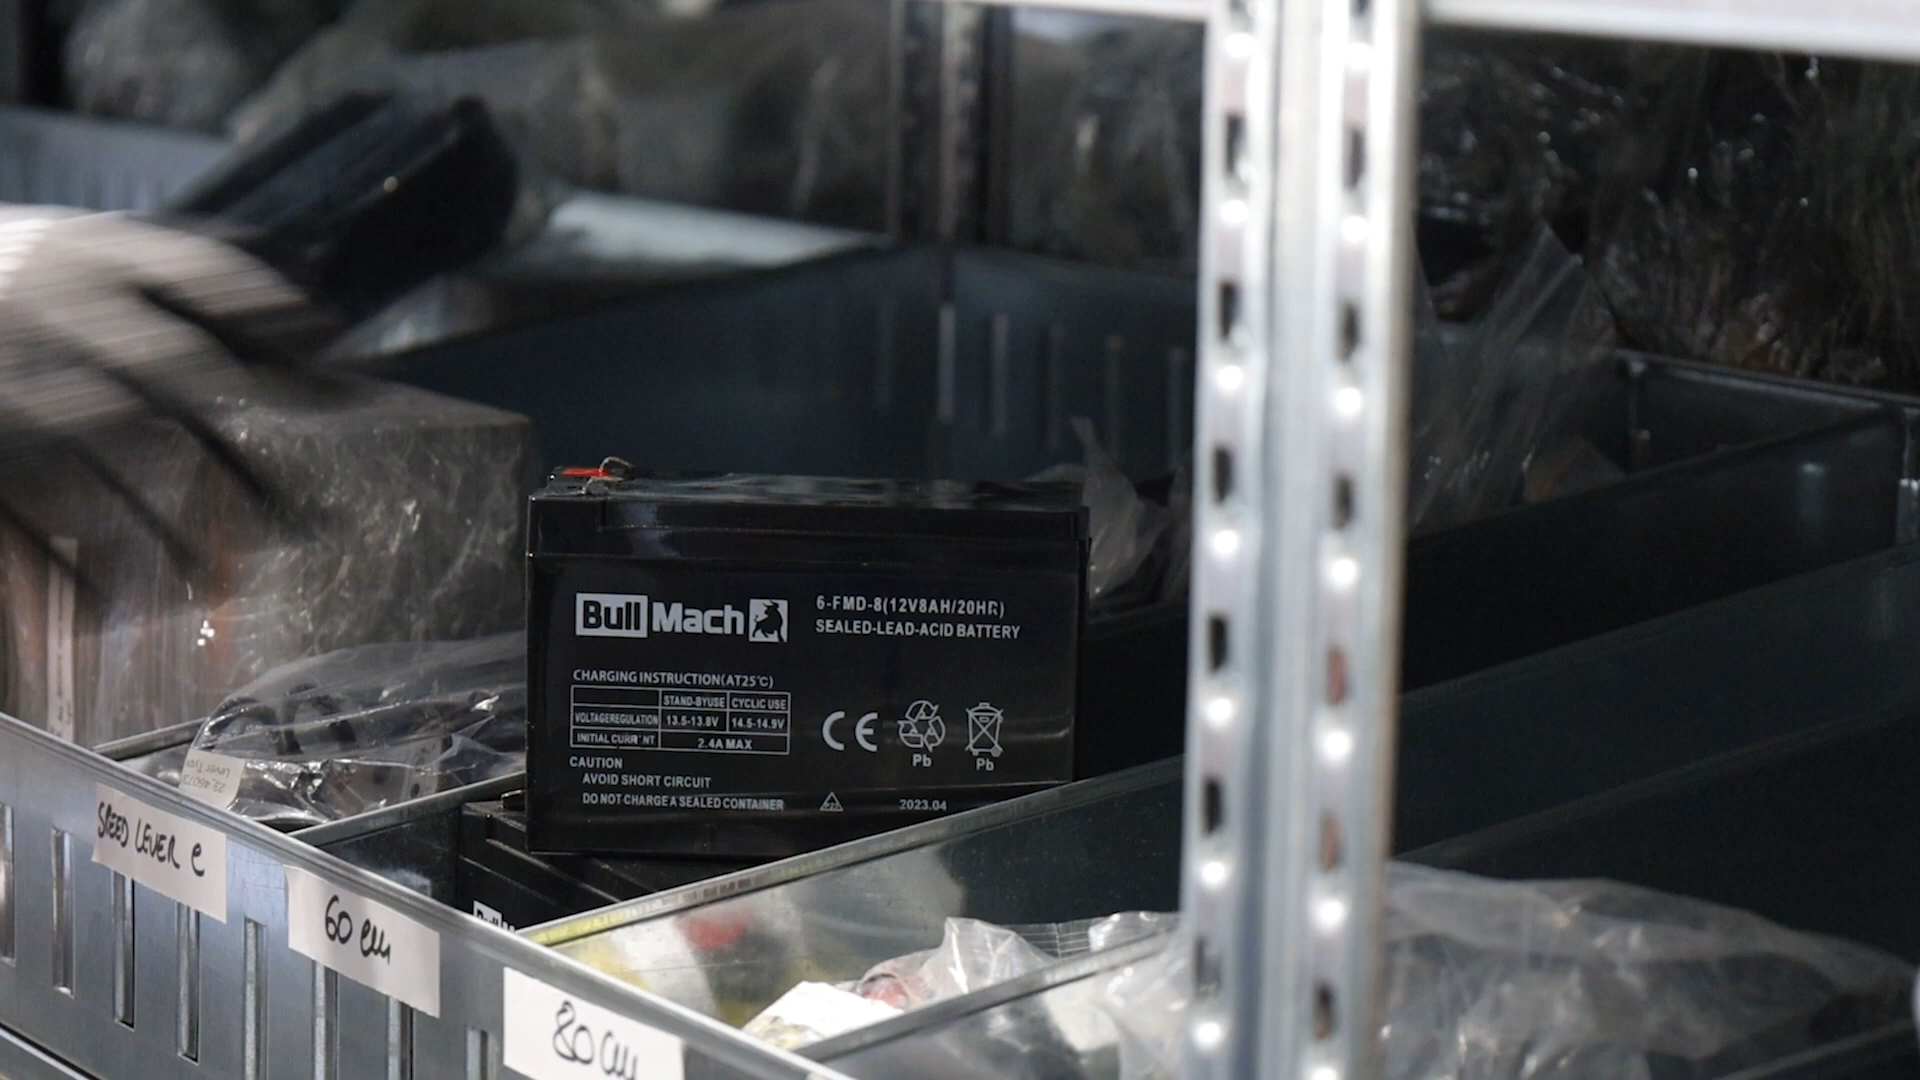 Bull Mach
6-FMD-8(12V8AH/20HR)
SEALED-LEAD-ACID BATTERY
CHARGING INSTRUCTION(AT25℃)
STAND-BYUSE CYCLIC USE
VOLTAGEREGULATION 13.5-13.8V 14.5-14.9V
INITIAL CURR NT 2.4A MAX
CE
Pb
Pb
CAUTION
AVOID SHORT CIRCUIT
DO NOT CHARGE A SEALED CONTAINER
2023.04
SPEED LEVER e
60 cm
80 cm